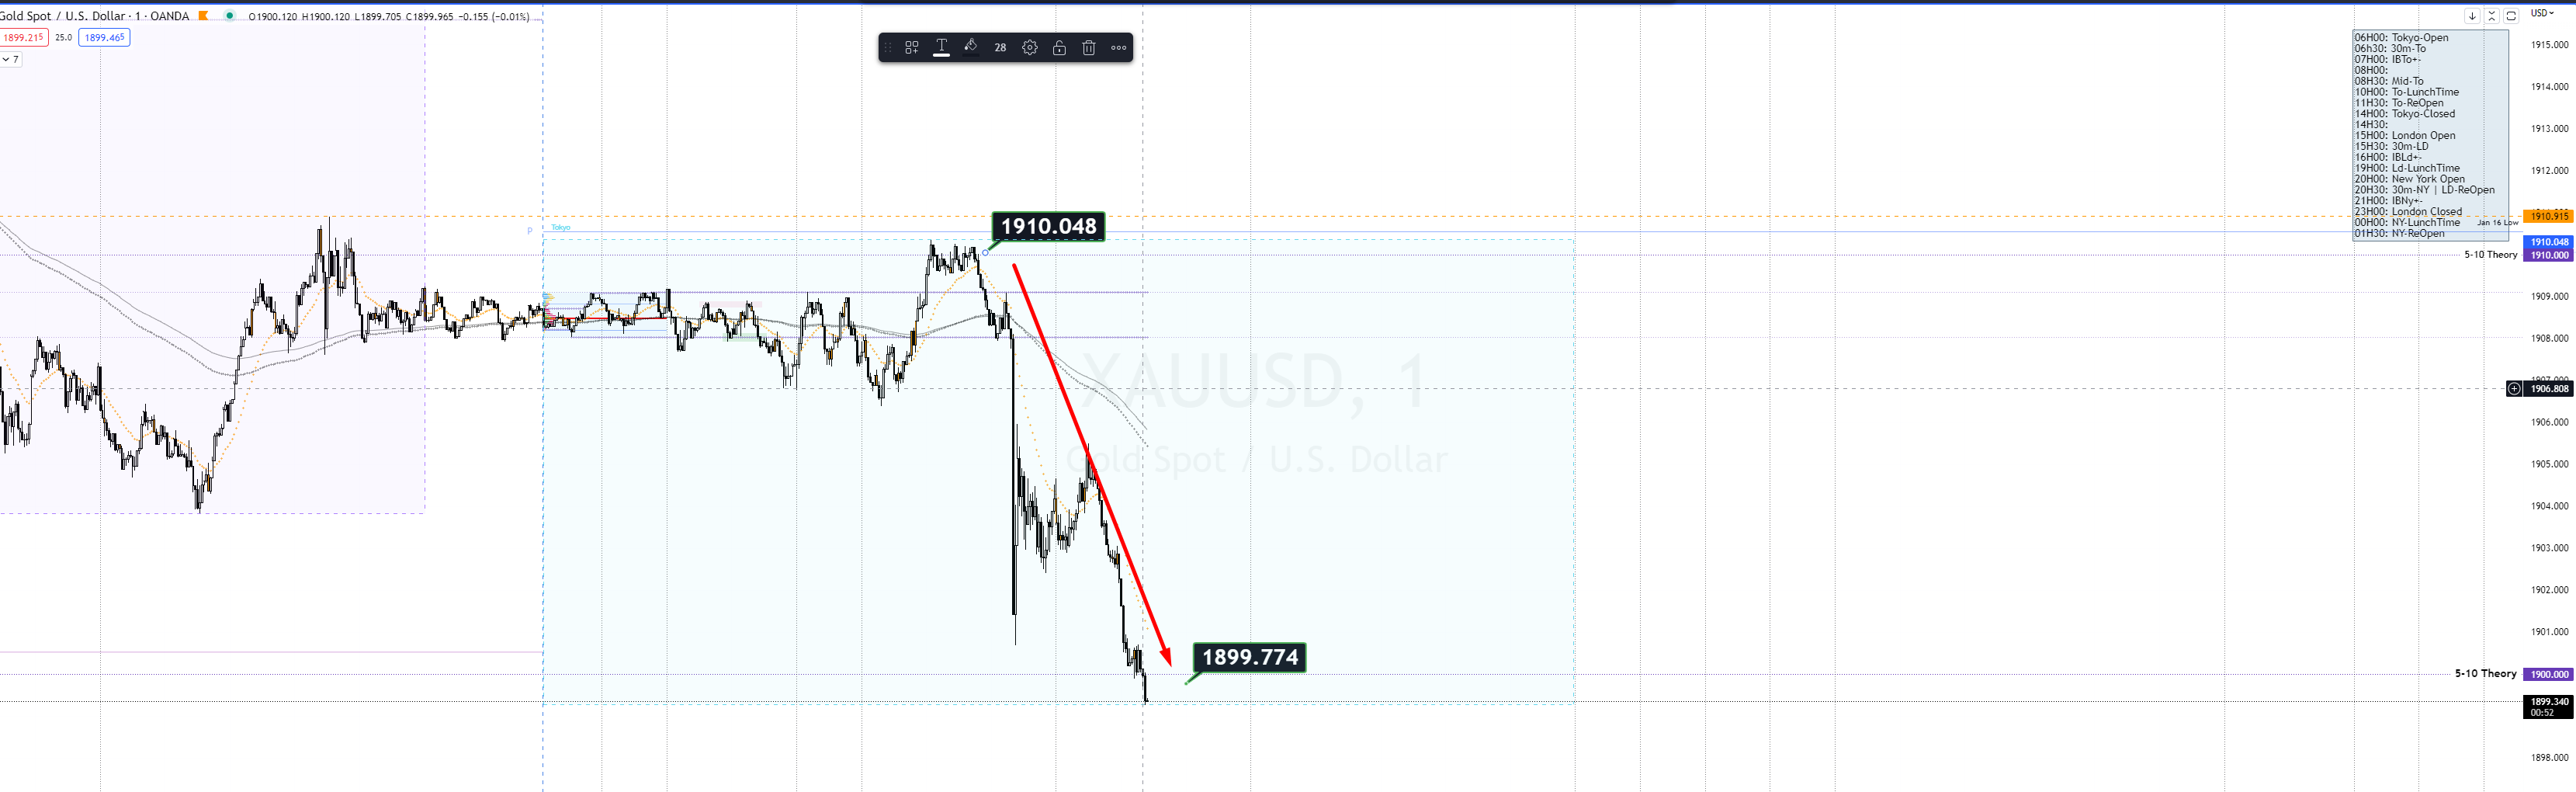 Gold Spot / U.S. Dollar · 1 · OANDA O1900.120 H1900.120 L1899.705 C1899.965 −0.155 (−0.01%)
1899.215 25.0 1899.465
7
28
USD
06H00: Tokyo-Open
06h30: 30m-To
07H00: IBTo+-
08H00:
08H30: Mid-To
10H00: To-LunchTime
11H30: To-ReOpen
14H00: Tokyo-Closed
14H30:
15H00: London Open
15H30: 30m-LD
16H00: IBLd+-
19H00: Ld-LunchTime
20H00: New York Open
20H30: 30m-NY | LD-ReOpen
21H00: IBNy+-
23H00: London Closed
00H00: NY-LunchTime
01H30: NY-ReOpen
Jan 16 Low
1915.000
1914.000
1913.000
1912.000
1910.915
1910.048
5-10 Theory 1910.000
1909.000
1908.000
1907.000
1906.808
1906.000
1905.000
1904.000
1903.000
1902.000
1901.000
5-10 Theory 1900.000
1899.340
00:52
1898.000
P
Tokyo
1910.048
XAUUSD, 1
Gold Spot / U.S. Dollar
1899.774